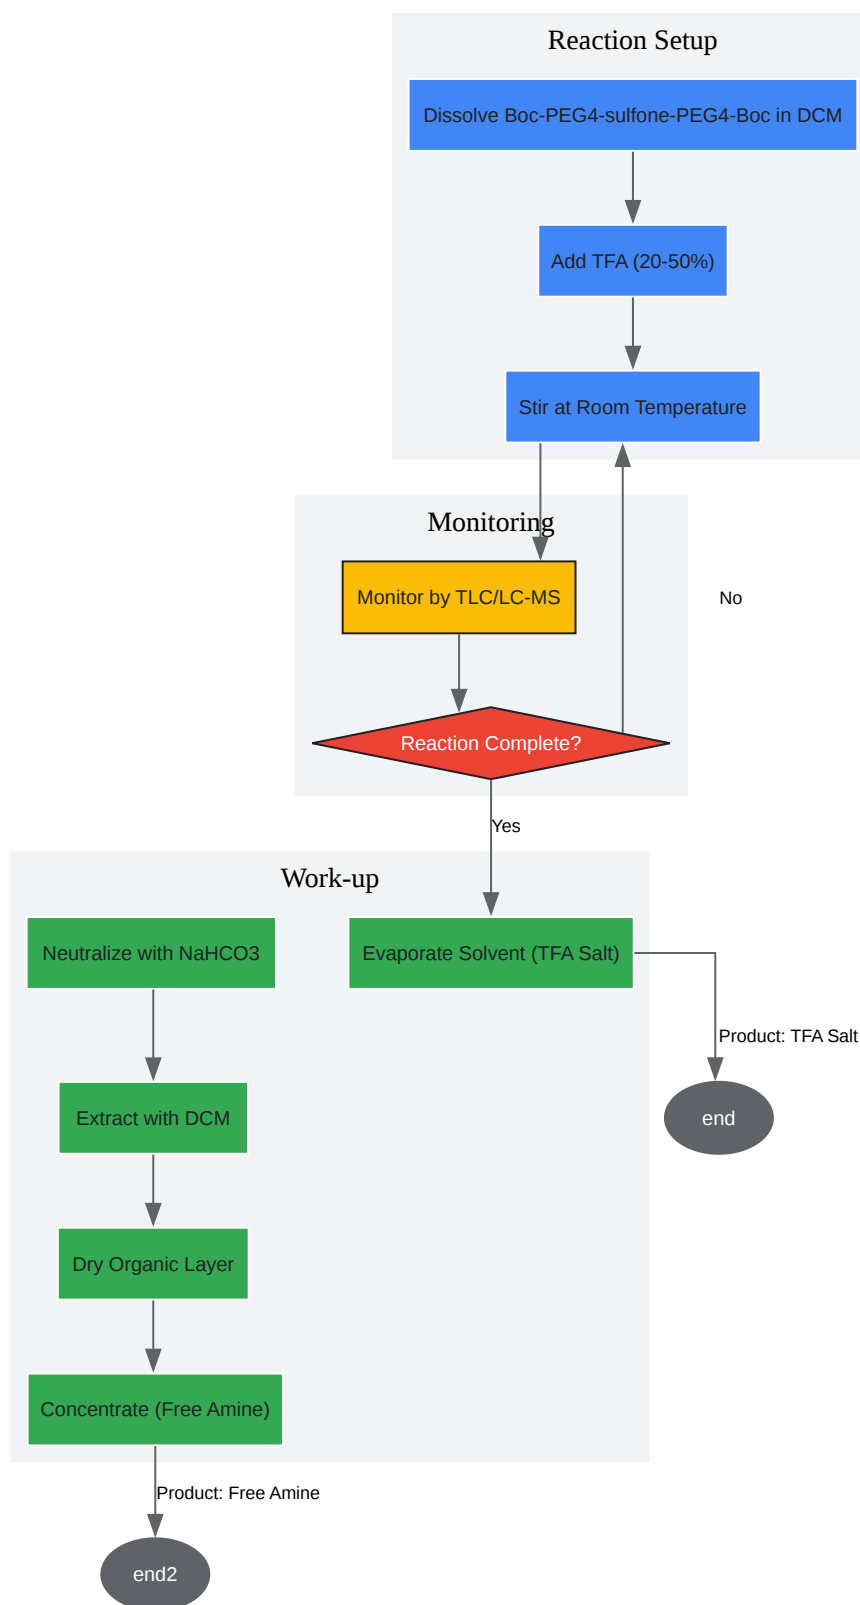 Reaction Setup
Dissolve Boc-PEG4-sulfone-PEG4-Boc in DCM
Add TFA (20-50%)
Stir at Room Temperature
Monitoring
Monitor by TLC/LC-MS
No
Reaction Complete?
Yes
Work-up
Neutralize with NaHCO3
Evaporate Solvent (TFA Salt)
Product: TFA Salt
Extract with DCM
end
Dry Organic Layer
Concentrate (Free Amine)
Product: Free Amine
end2